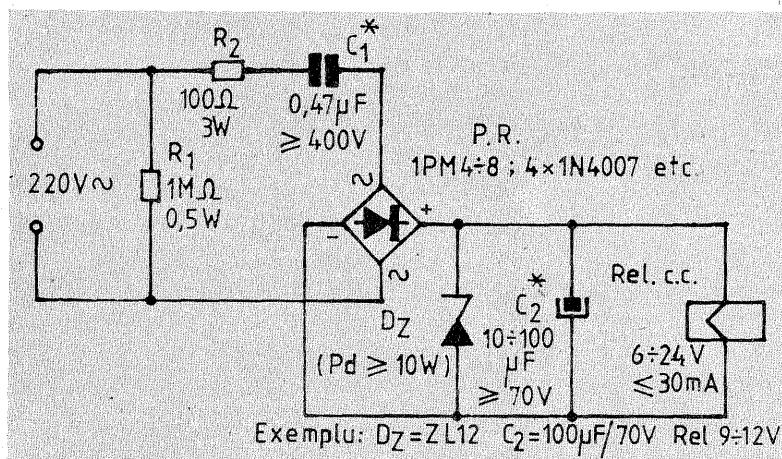 R2
100Ω
3W
C1*
0,47µF
≥ 400V
220V~
R1
1MΩ
0,5W
P.R.
1PM4÷8 ; 4×1N4007 etc.
~
− +
~
DZ
(Pd ≥ 10W)
*
C2
10÷100
µF
≥ 70V
Rel. c.c.
6÷24V
≤ 30mA
Exemplu: DZ=ZL12 C2=100µF/70V Rel 9÷12V